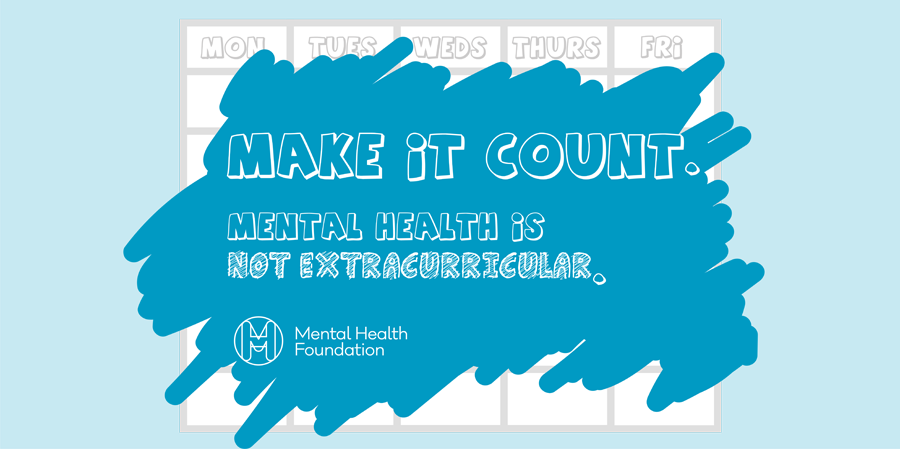 MON TUES WEDS THURS FRi
MAKE iT COUNT.
MENTAL HEALTH iS
NOT EXTRACURRICULAR.
Mental Health
Foundation